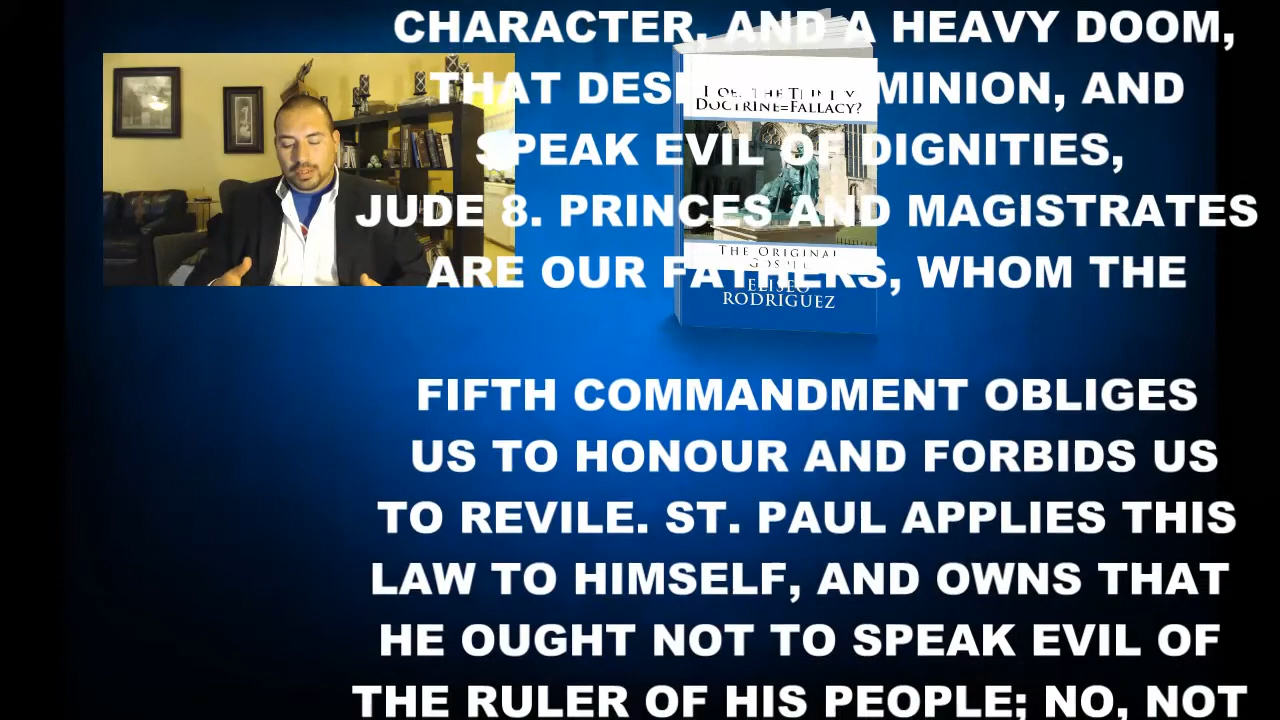 CHARACTER, AND A HEAVY DOOM,
THAT DESP MINION, AND
SPEAK EVIL OF DIGNITIES,
JUDE 8. PRINCES AND MAGISTRATES
ARE OUR FATHERS, WHOM THE
FIFTH COMMANDMENT OBLIGES
US TO HONOUR AND FORBIDS US
TO REVILE. ST. PAUL APPLIES THIS
LAW TO HIMSELF, AND OWNS THAT
HE OUGHT NOT TO SPEAK EVIL OF
THE RULER OF HIS PEOPLE; NO, NOT
DOCTRINE=FALLACY?
THE ORIGINAL
ELISEO
RODRIGUEZ